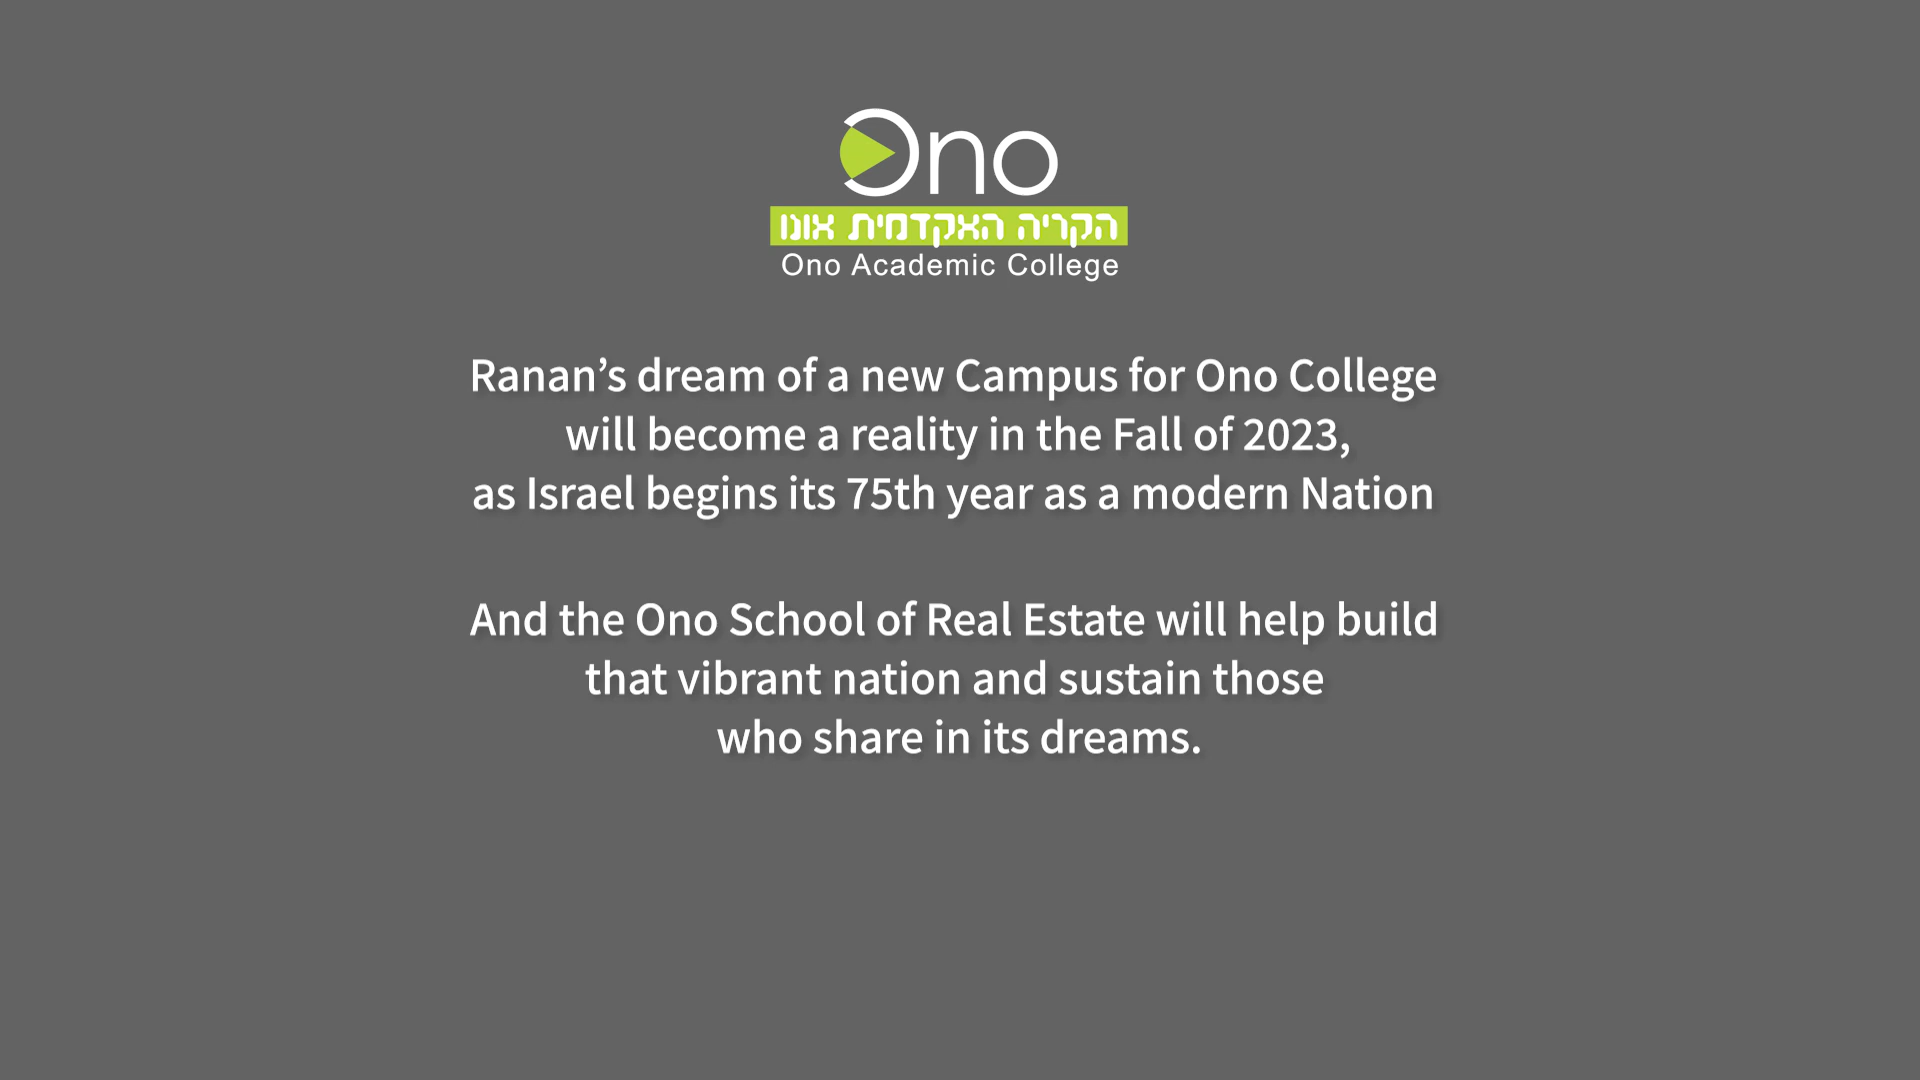 Ono
הקריה האקדמית אונו
Ono Academic College
Ranan’s dream of a new Campus for Ono College
will become a reality in the Fall of 2023,
as Israel begins its 75th year as a modern Nation
And the Ono School of Real Estate will help build
that vibrant nation and sustain those
who share in its dreams.